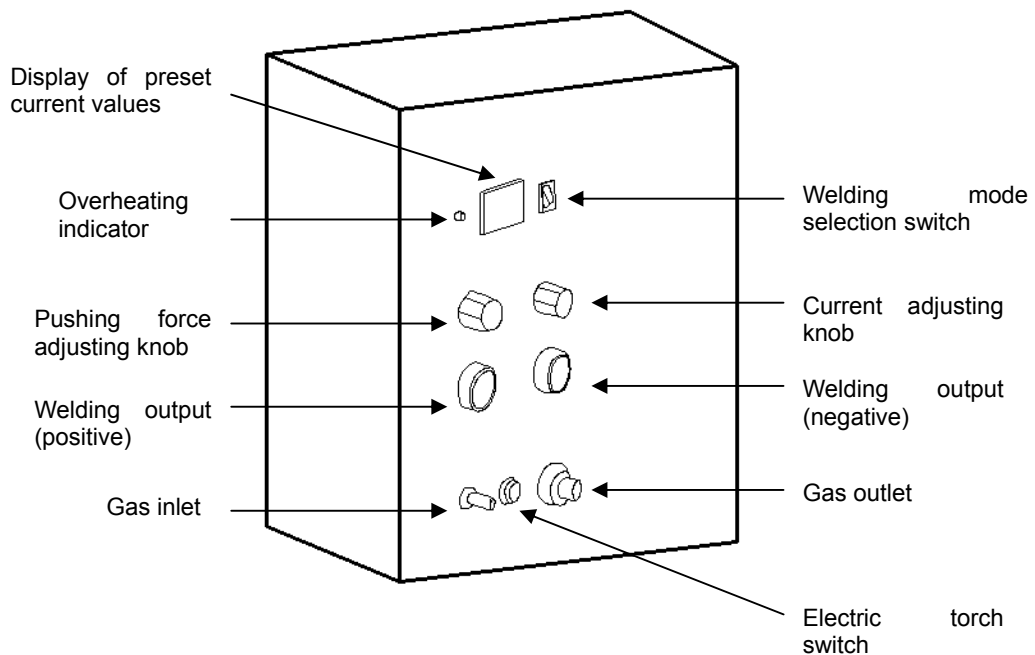 Display of preset
current values
Overheating
indicator
Pushing force
adjusting knob
Welding output
(positive)
Gas inlet
Welding mode
selection switch
Current adjusting
knob
Welding output
(negative)
Gas outlet
Electric torch
switch